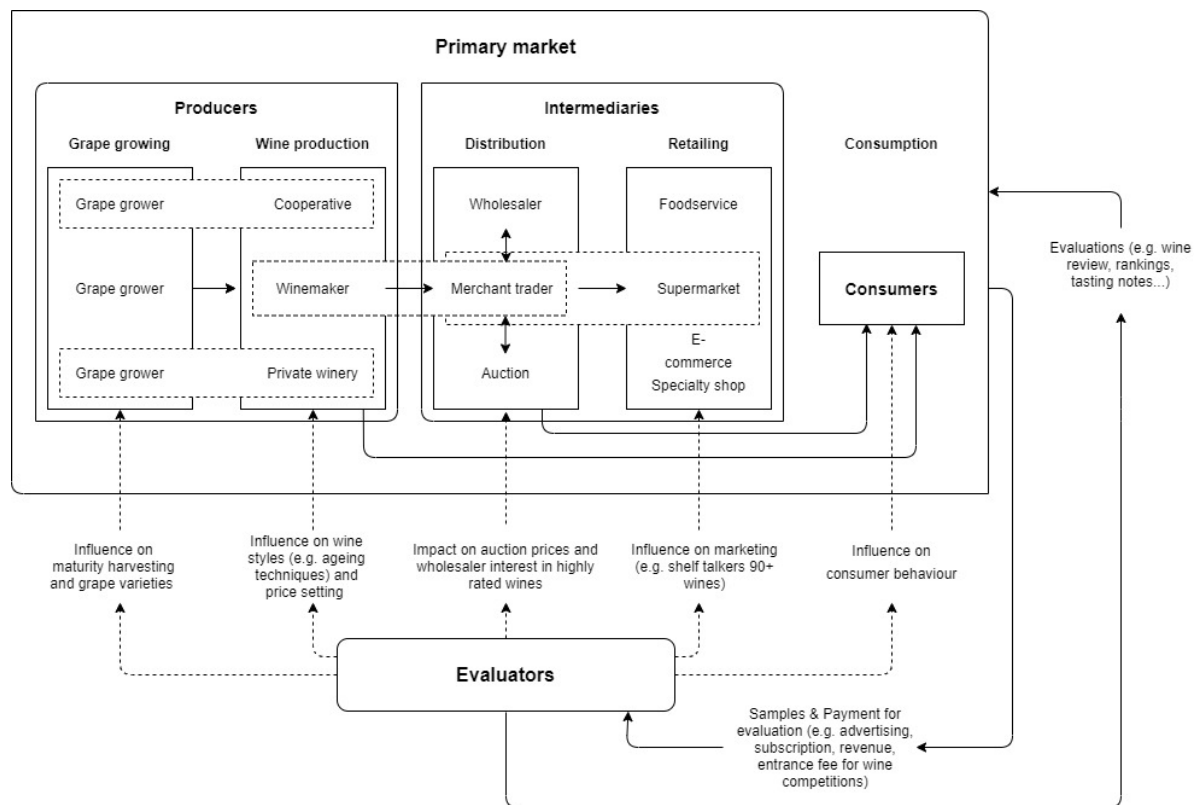 Primary market
Producers
Intermediaries
Grape growing
Wine production
Distribution
Retailing
Consumption
Grape grower
Cooperative
Wholesaler
Foodservice
Grape grower
Winemaker
Merchant trader
Supermarket
Consumers
Grape grower
Private winery
Auction
E-
commerce
Specialty shop
Evaluations (e.g. wine
review, rankings,
tasting notes...)
Influence on
maturity harvesting
and grape varieties
Influence on wine
styles (e.g. ageing
techniques) and
price setting
Impact on auction prices and
wholesaler interest in highly
rated wines
Influence on marketing
(e.g. shelf talkers 90+
wines)
Influence on
consumer behaviour
Evaluators
Samples & Payment for
evaluation (e.g. advertising,
subscription, revenue,
entrance fee for wine
competitions)